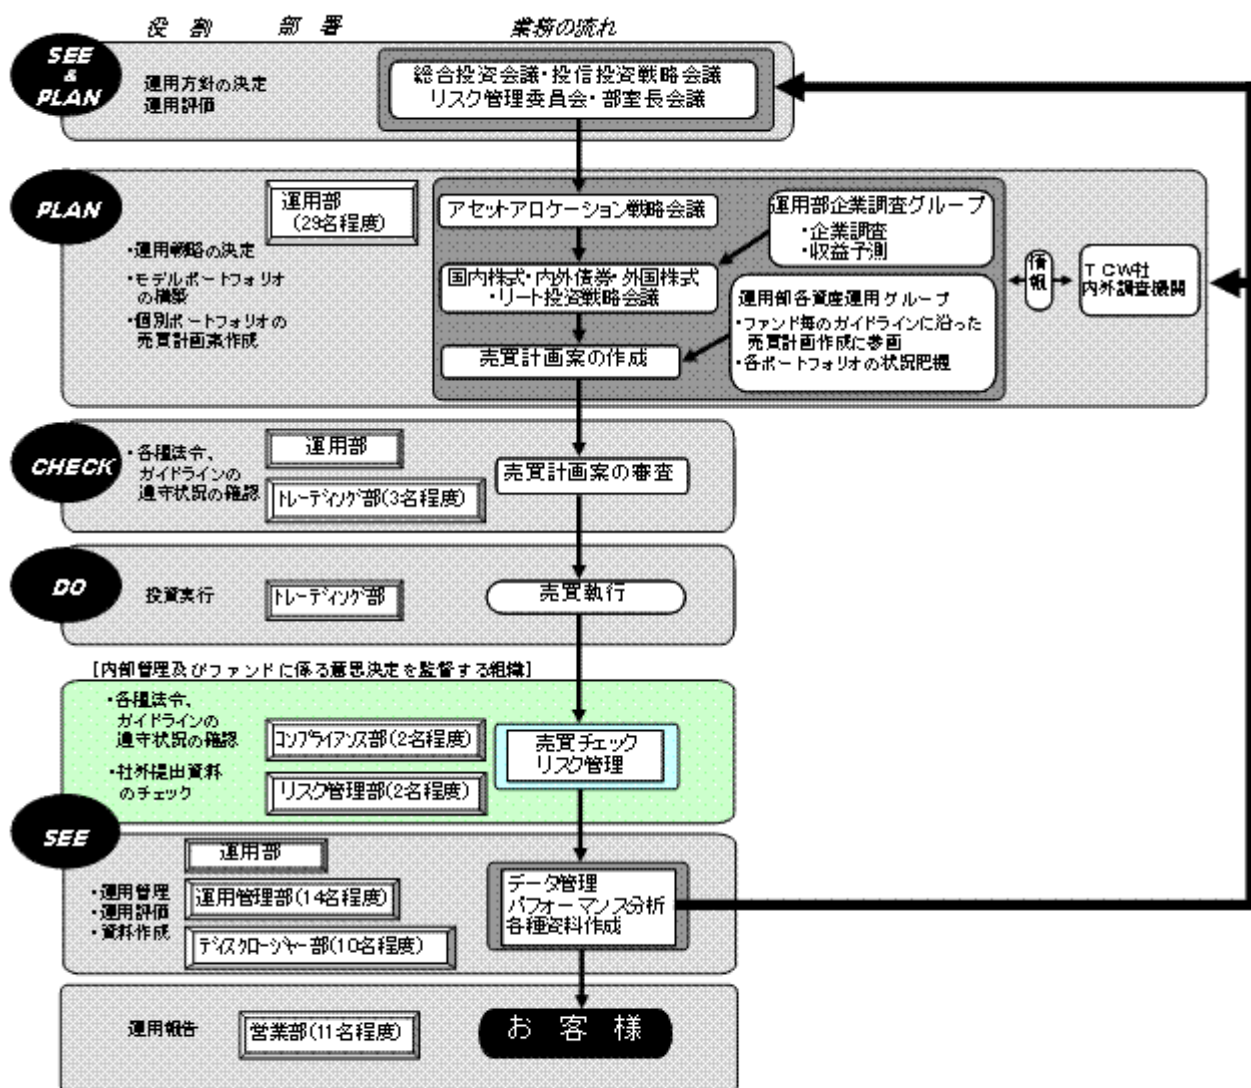 役 割
部 署
業務の流れ
SEE
&
PLAN
運用方針の決定
運用評価
総合投資会議・投信投資戦略会議
リスク管理委員会・部室長会議
PLAN
運用部
(29名程度)
・運用戦略の決定
・モデルポートフォリオ
の構築
・個別ポートフォリオの
売買計画案作成
アセットアロケーション戦略会議
国内株式・内外債券・外国株式
・リート投資戦略会議
売買計画案の作成
運用部企業調査グループ
・企業調査
・収益予測
運用部各資産運用グループ
・ファンド毎のガイドラインに沿った
売買計画作成に参画
・各ポートフォリオの状況把握
情報
TCW社
内外調査機関
CHECK
・各種法令、
ガイドラインの
遵守状況の確認
運用部
トレーディング部(3名程度)
売買計画案の審査
DO
投資実行
トレーディング部
売買執行
[内部管理及びファンドに係る意思決定を監督する組織]
・各種法令、
ガイドラインの
遵守状況の確認
・社外提出資料
のチェック
コンプライアンス部(2名程度)
リスク管理部(2名程度)
売買チェック
リスク管理
SEE
・運用管理
・運用評価
・資料作成
運用部
運用管理部(14名程度)
ディスクロージャー部(10名程度)
データ管理
パフォーマンス分析
各種資料作成
運用報告
営業部(11名程度)
お 客 様